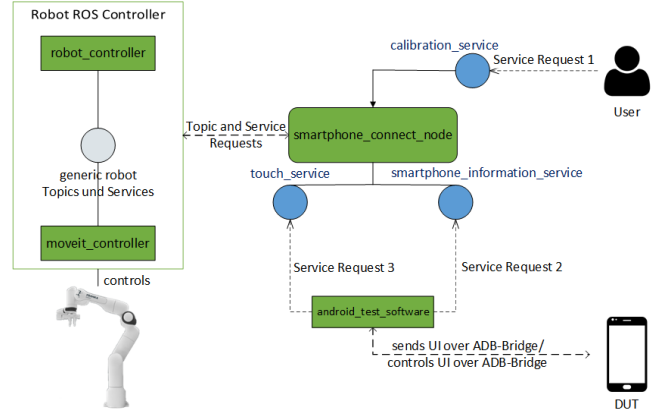 Robot ROS Controller
robot_controller
generic robot
Topics und Services
moveit_controller
controls
Topic and Service
Requests
calibration_service
Service Request 1
User
smartphone_connect_node
touch_service
smartphone_information_service
Service Request 3
Service Request 2
android_test_software
sends UI over ADB-Bridge/
controls UI over ADB-Bridge
DUT